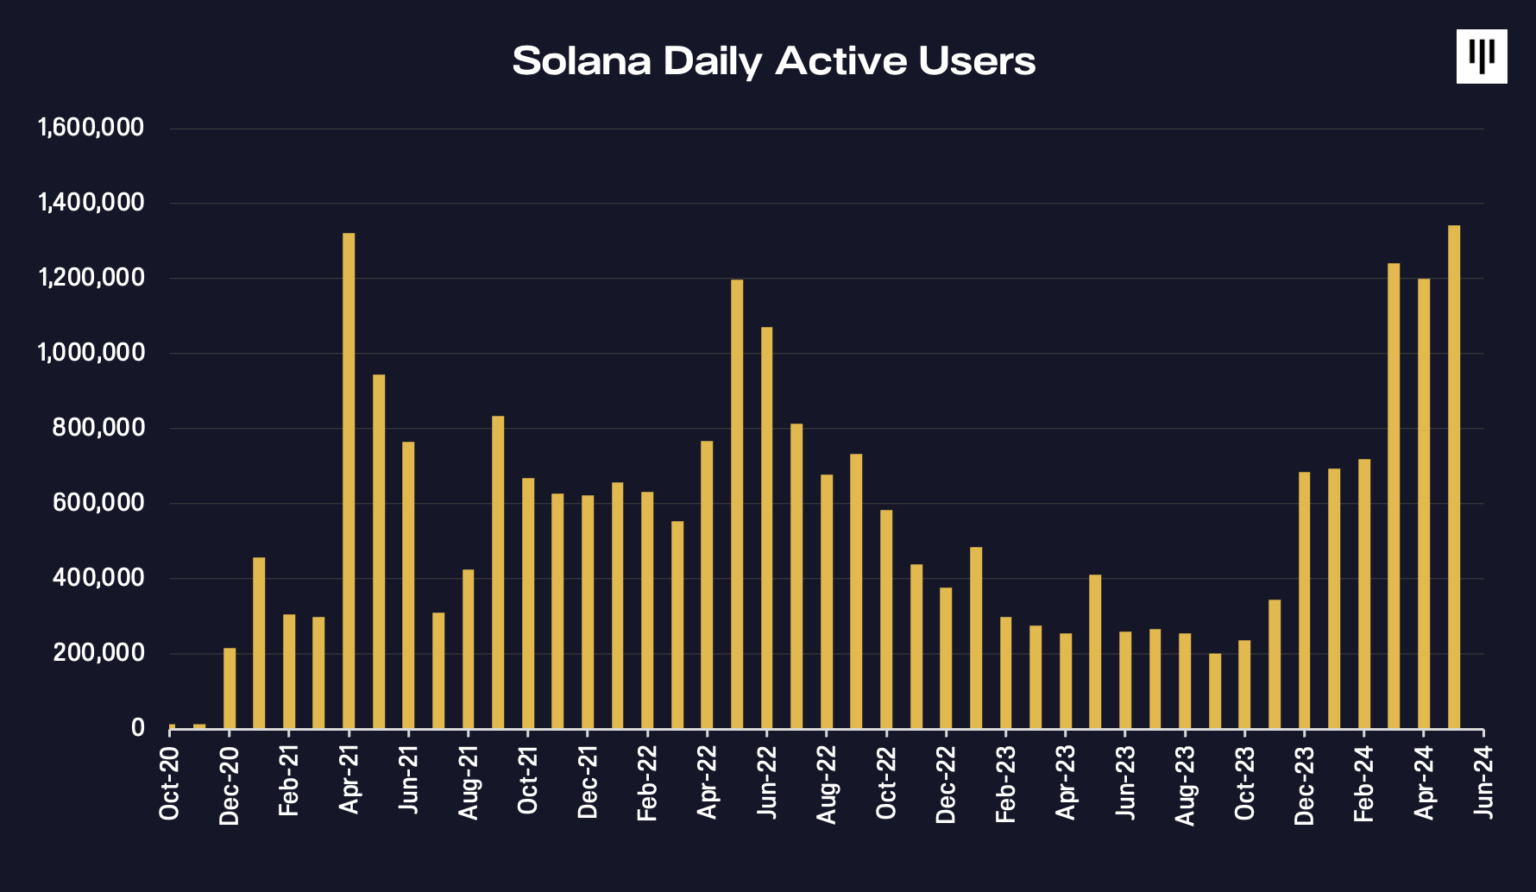 Solana Daily Active Users
1,600,000
1,400,000
1,200,000
1,000,000
800,000
600,000
400,000
200,000
0
Oct-20
Dec-20
Feb-21
Apr-21
Jun-21
Aug-21
Oct-21
Dec-21
Feb-22
Apr-22
Jun-22
Aug-22
Oct-22
Dec-22
Feb-23
Apr-23
Jun-23
Aug-23
Oct-23
Dec-23
Feb-24
Apr-24
Jun-24